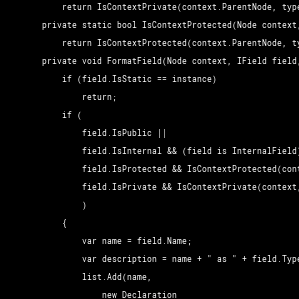 return IsContextPrivate(context.ParentNode, type
private static bool IsContextProtected(Node context,
return IsContextProtected(context.ParentNode, ty
private void FormatField(Node context, IField field,
if (field.IsStatic == instance)
return;
if (
field.IsPublic ||
field.IsInternal && (field is InternalField)
field.IsProtected && IsContextProtected(cont
field.IsPrivate && IsContextPrivate(context,
)
{
var name = field.Name;
var description = name + " as " + field.Type
list.Add(name,
new Declaration